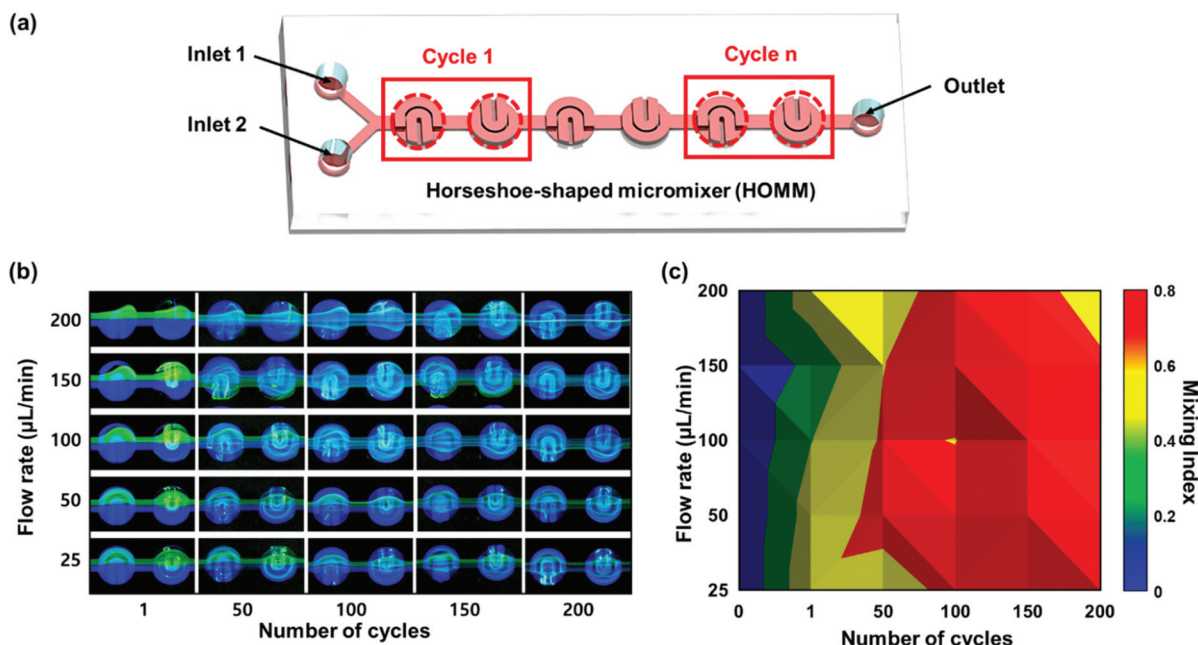 (a)
Inlet 1
Inlet 2
Cycle 1
Cycle n
Outlet
Horseshoe-shaped micromixer (HOMM)
(b)
Flow rate (µL/min)
200
150
100
50
25
1 50 100 150 200
Number of cycles
(c)
Flow rate (µL/min)
200
150
100
50
25
0 1 50 100 150 200
Number of cycles
0.8
0.6
0.4
0.2
0
Mixing Index